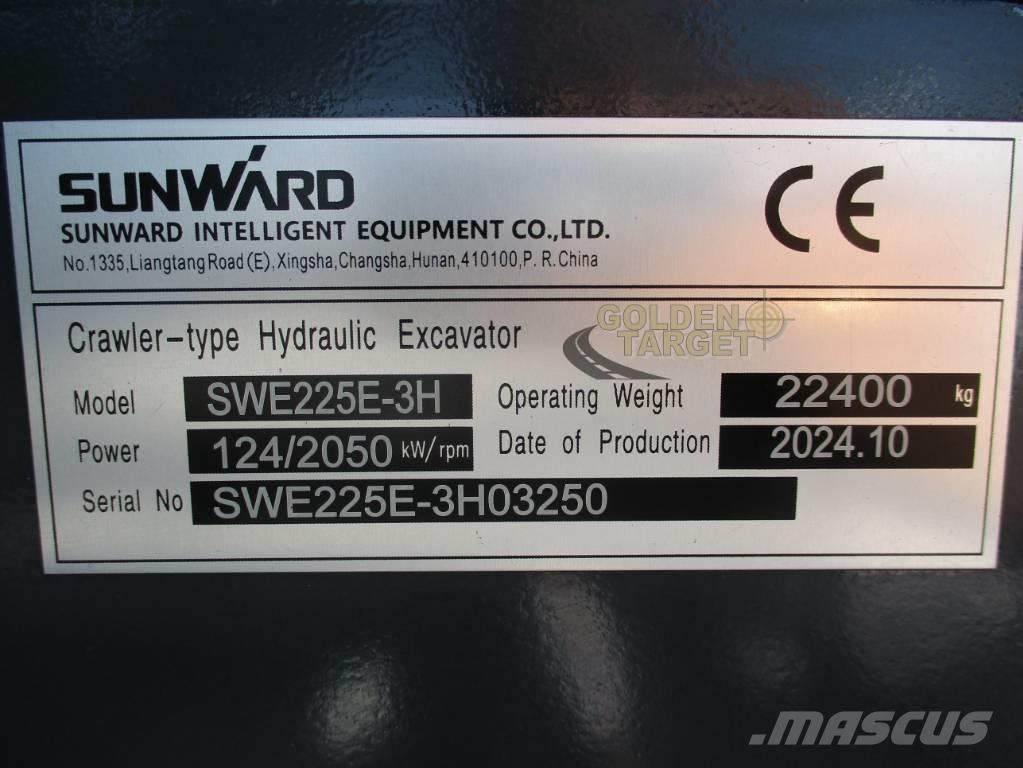 SUNWARD
SUNWARD INTELLIGENT EQUIPMENT CO.,LTD.
No.1335,Liangtang Road(E),Xingsha,Changsha,Hunan,410100,P. R.China
CE
GOLDEN
TARGET
Crawler-type Hydraulic Excavator
Model SWE225E-3H Operating Weight 22400 kg
Power 124/2050 kW/rpm Date of Production 2024.10
Serial No SWE225E-3H03250
.MASCUS